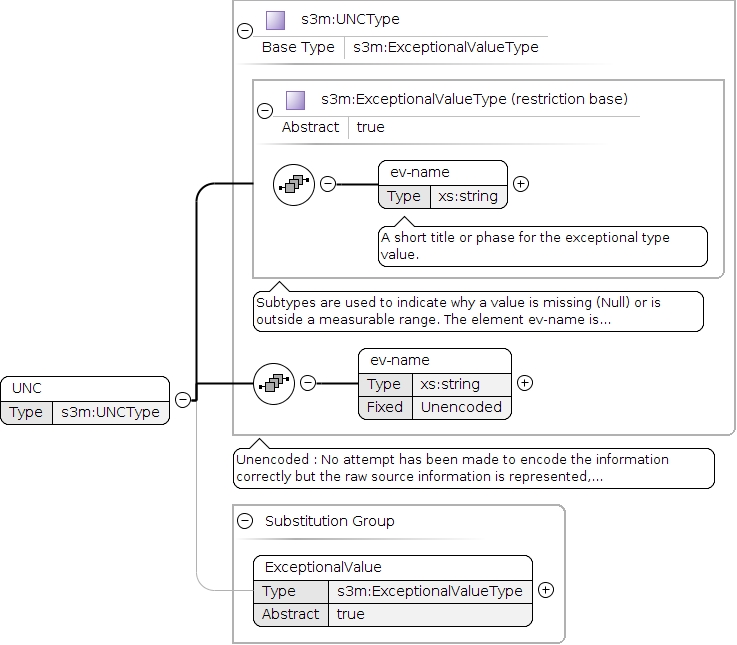 s3m:UNCType
Base Type s3m:ExceptionalValueType
s3m:ExceptionalValueType (restriction base)
Abstract true
ev-name
Type xs:string
A short title or phase for the exceptional type
value.
Subtypes are used to indicate why a value is missing (Null) or is
outside a measurable range. The element ev-name is...
ev-name
Type xs:string
Fixed Unencoded
UNC
Type s3m:UNCType
Unencoded : No attempt has been made to encode the information
correctly but the raw source information is represented,...
Substitution Group
ExceptionalValue
Type s3m:ExceptionalValueType
Abstract true